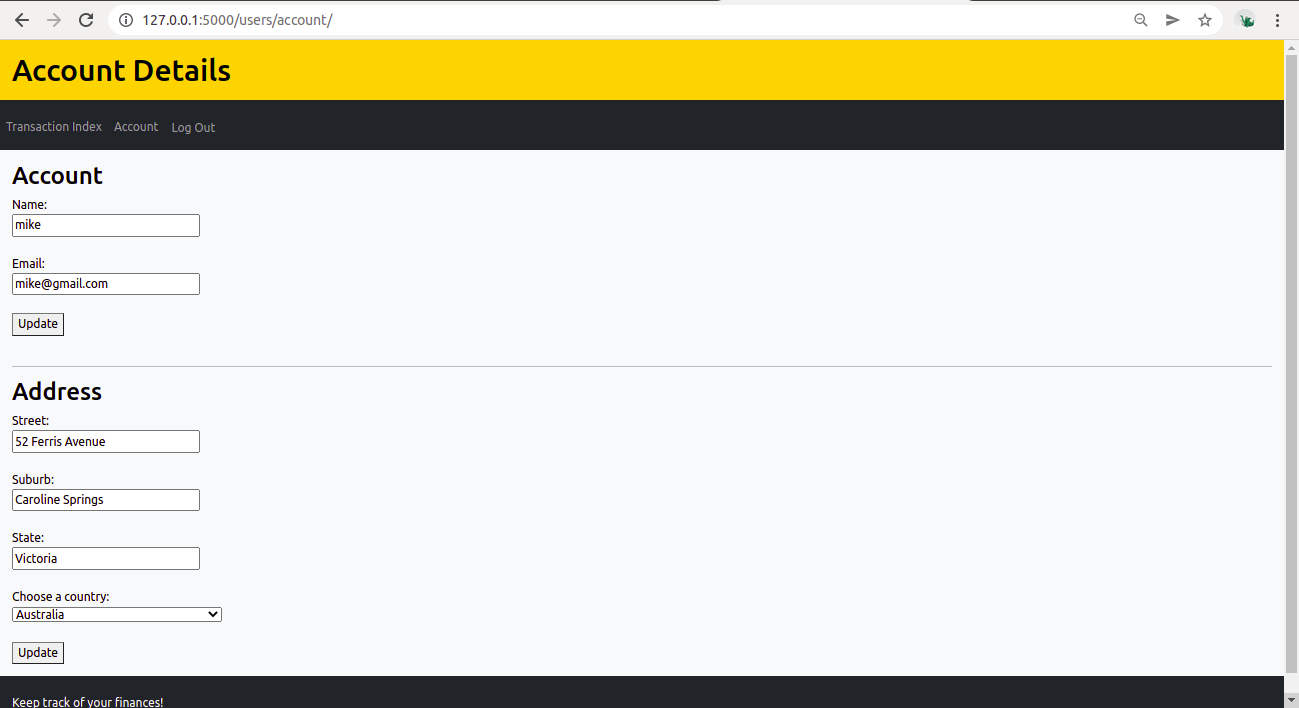 127.0.0.1:5000/users/account/
Account Details
Transaction Index Account Log Out
Account
Name:
mike
Email:
mike@gmail.com
Update
Address
Street:
52 Ferris Avenue
Suburb:
Caroline Springs
State:
Victoria
Choose a country:
Australia
Update
Keep track of your finances!